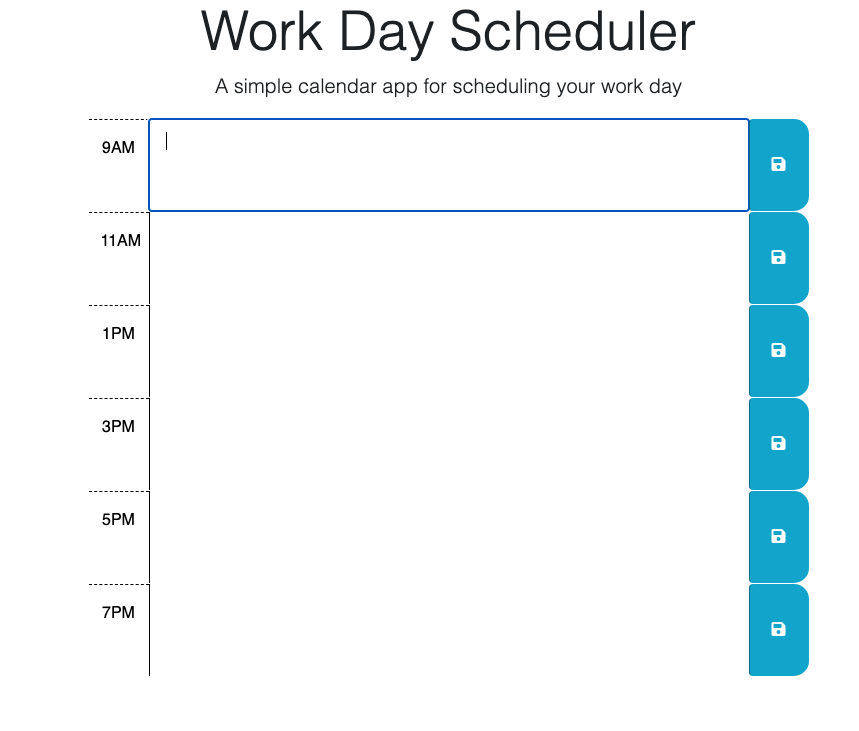 Work Day Scheduler
A simple calendar app for scheduling your work day
9AM
11AM
1PM
3PM
5PM
7PM